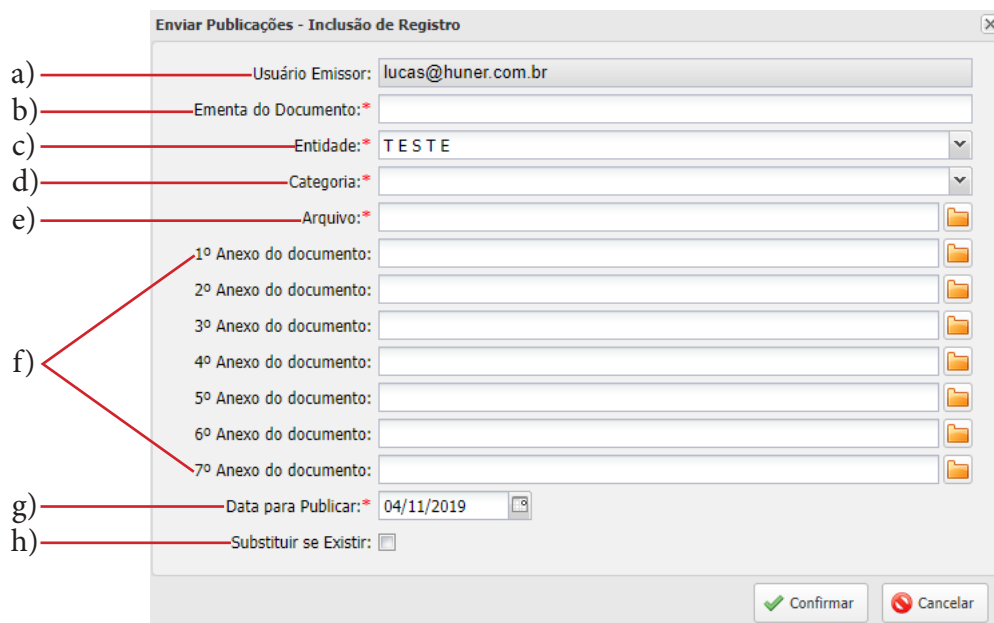 Enviar Publicações - Inclusão de Registro
a) Usuário Emissor: lucas@huner.com.br
b) Ementa do Documento:*
c) Entidade:* T E S T E
d) Categoria:*
e) Arquivo:*
1º Anexo do documento:
2º Anexo do documento:
3º Anexo do documento:
f) 4º Anexo do documento:
5º Anexo do documento:
6º Anexo do documento:
7º Anexo do documento:
g) Data para Publicar:* 04/11/2019
h) Substituir se Existir:
Confirmar Cancelar